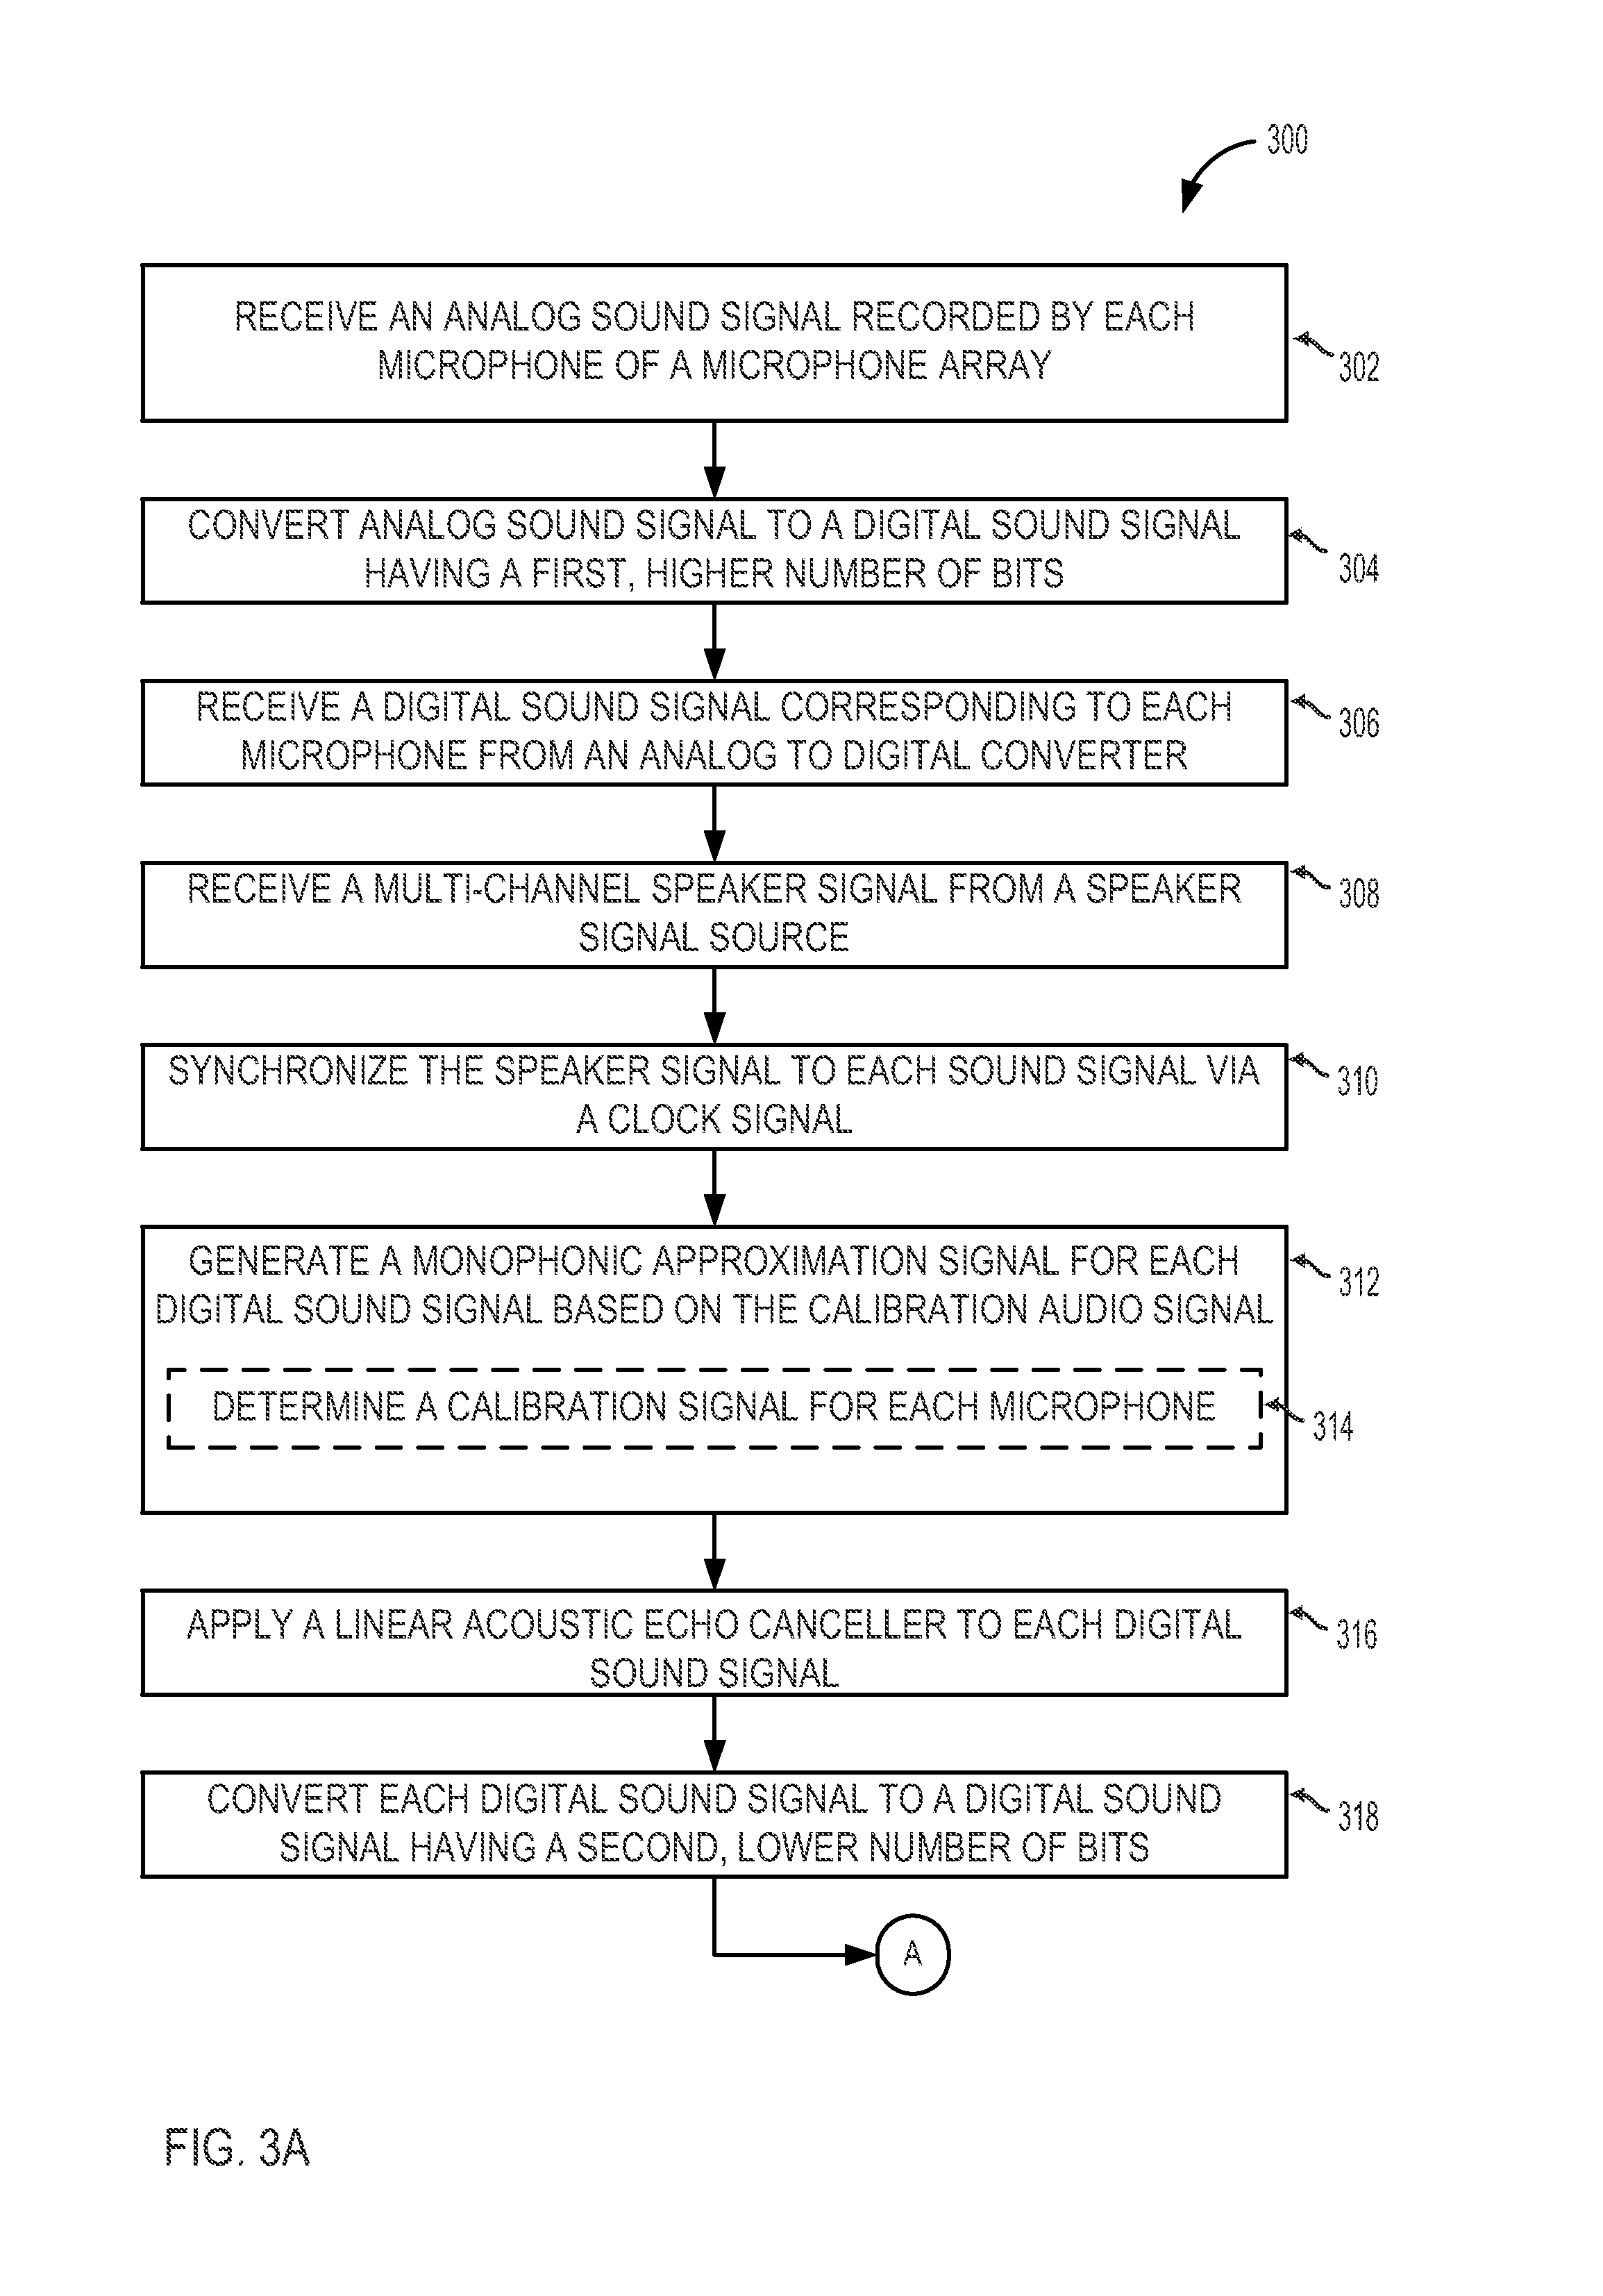 300
RECEIVE AN ANALOG SOUND SIGNAL RECORDED BY EACH
MICROPHONE OF A MICROPHONE ARRAY
302
CONVERT ANALOG SOUND SIGNAL TO A DIGITAL SOUND SIGNAL
HAVING A FIRST, HIGHER NUMBER OF BITS
304
RECEIVE A DIGITAL SOUND SIGNAL CORRESPONDING TO EACH
MICROPHONE FROM AN ANALOG TO DIGITAL CONVERTER
306
RECEIVE A MULTI-CHANNEL SPEAKER SIGNAL FROM A SPEAKER
SIGNAL SOURCE
308
SYNCHRONIZE THE SPEAKER SIGNAL TO EACH SOUND SIGNAL VIA
A CLOCK SIGNAL
310
GENERATE A MONOPHONIC APPROXIMATION SIGNAL FOR EACH
DIGITAL SOUND SIGNAL BASED ON THE CALIBRATION AUDIO SIGNAL
312
DETERMINE A CALIBRATION SIGNAL FOR EACH MICROPHONE
314
APPLY A LINEAR ACOUSTIC ECHO CANCELLER TO EACH DIGITAL
SOUND SIGNAL
316
CONVERT EACH DIGITAL SOUND SIGNAL TO A DIGITAL SOUND
SIGNAL HAVING A SECOND, LOWER NUMBER OF BITS
318
A
FIG. 3A